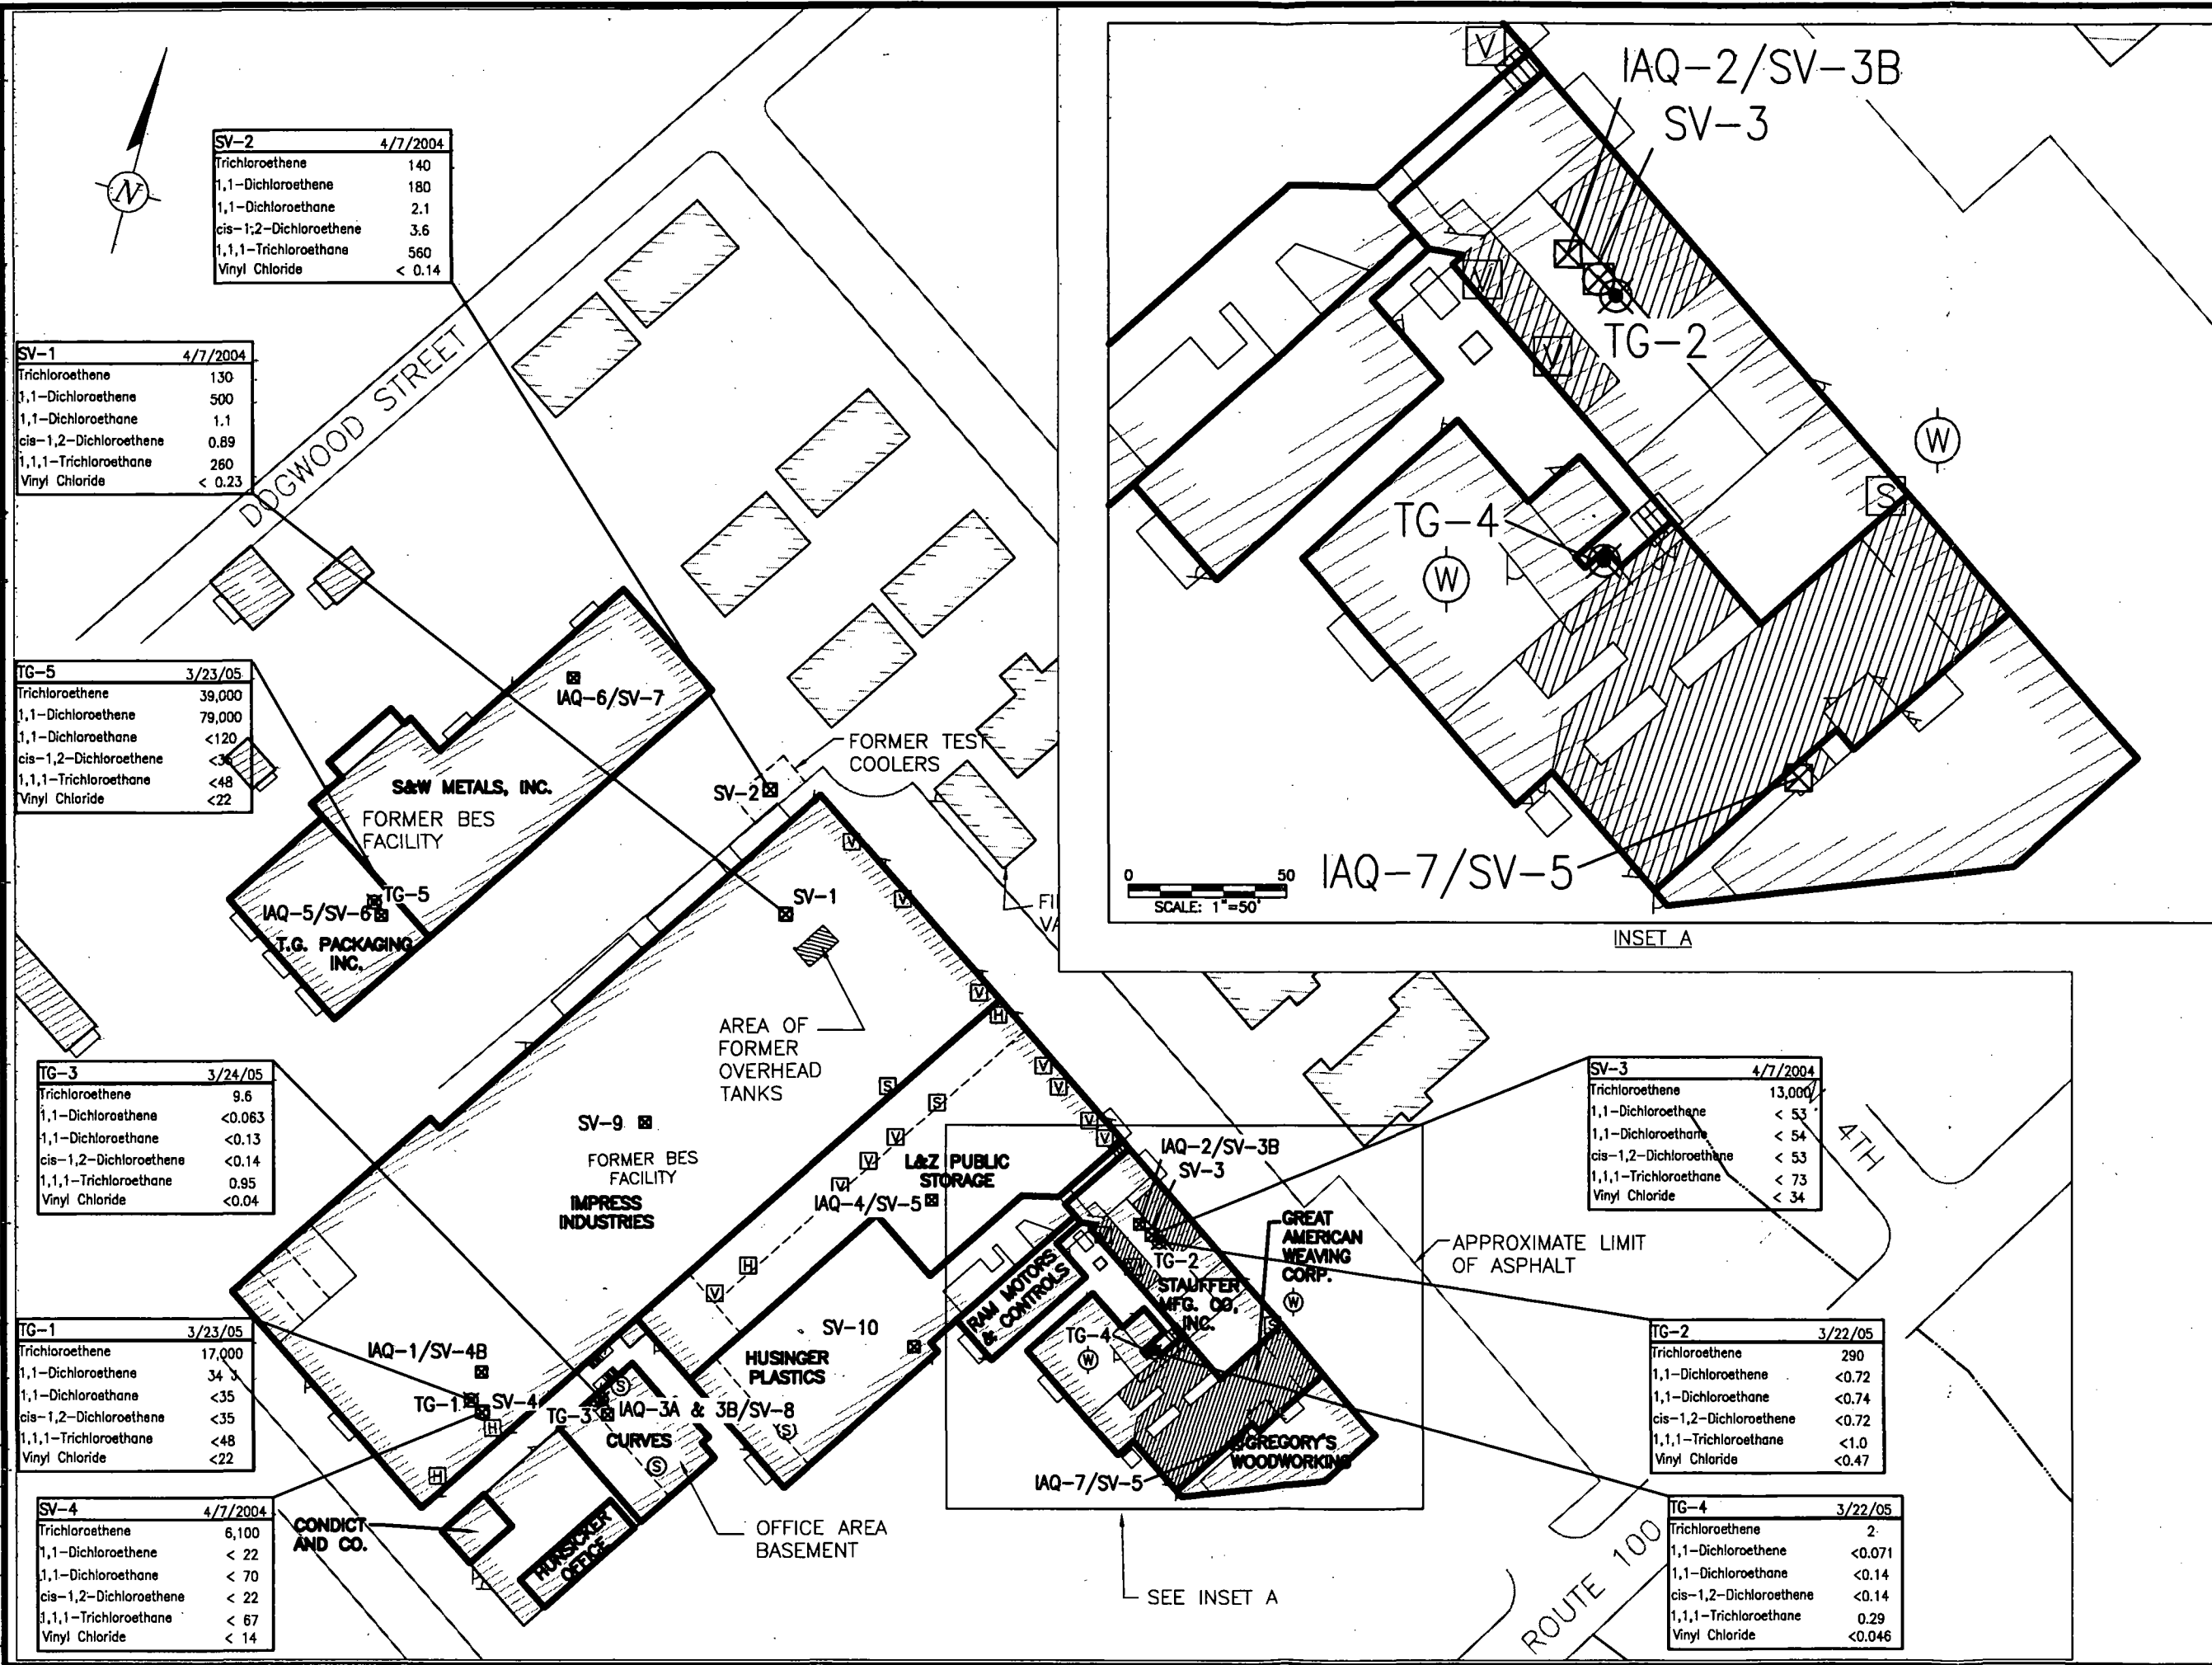 N
SV-2 4/7/2004
Trichloroethene 140
1,1-Dichloroethene 180
1,1-Dichloroethane 2.1
cis-1,2-Dichloroethene 3.6
1,1,1-Trichloroethane 560
Vinyl Chloride < 0.14
SV-1 4/7/2004
Trichloroethene 130
1,1-Dichloroethene 500
1,1-Dichloroethane 1.1
cis-1,2-Dichloroethene 0.89
1,1,1-Trichloroethane 260
Vinyl Chloride < 0.23
DOGWOOD STREET
TG-5 3/23/05
Trichloroethene 39,000
1,1-Dichloroethene 79,000
1,1-Dichloroethane <120
cis-1,2-Dichloroethene
1,1,1-Trichloroethane <48
Vinyl Chloride <22
IAQ-6/SV-7
S&W METALS, INC.
FORMER BES
FACILITY
TG-5
IAQ-5/SV-6
T.G. PACKAGING
INC.
FORMER TEST
COOLERS
SV-2
SV-1
V
V
FI
VA
AREA OF
FORMER
OVERHEAD
TANKS
V
H
V
V
V
V
S
S
V
V
V
H
V
SV-9
FORMER BES
FACILITY
IMPRESS
INDUSTRIES
L&Z PUBLIC
STORAGE
IAQ-4/SV-5
TG-3 3/24/05
Trichloroethene 9.6
1,1-Dichloroethene <0.063
1,1-Dichloroethane <0.13
cis-1,2-Dichloroethene <0.14
1,1,1-Trichloroethane 0.95
Vinyl Chloride <0.04
TG-1 3/23/05
Trichloroethene 17,000
1,1-Dichloroethene 34 J
1,1-Dichloroethane <35
cis-1,2-Dichloroethene <35
1,1,1-Trichloroethane <48
Vinyl Chloride <22
SV-4 4/7/2004
Trichloroethene 6,100
1,1-Dichloroethene < 22
1,1-Dichloroethane < 70
cis-1,2-Dichloroethene < 22
1,1,1-Trichloroethane < 67
Vinyl Chloride < 14
IAQ-1/SV-4B
TG-1
SV-4
H
H
TG-3
IAQ-3A & 3B/SV-8
S
S
S
CURVES
CONDICT
AND CO.
HUNSICKER
OFFICE
OFFICE AREA
BASEMENT
SV-10
HUSINGER
PLASTICS
RAM MOTORS
& CONTROLS
IAQ-2/SV-3B
SV-3
TG-2
STAUFFER
MFG. CO.
INC.
GREAT
AMERICAN
WEAVING
CORP.
W
S
TG-4
W
GREGORY'S
WOODWORKING
IAQ-7/SV-5
SEE INSET A
APPROXIMATE LIMIT
OF ASPHALT
4TH
ROUTE 100
SV-3 4/7/2004
Trichloroethene 13,000
1,1-Dichloroethene < 53
1,1-Dichloroethane < 54
cis-1,2-Dichloroethene < 53
1,1,1-Trichloroethane < 73
Vinyl Chloride < 34
TG-2 3/22/05
Trichloroethene 290
1,1-Dichloroethene <0.72
1,1-Dichloroethane <0.74
cis-1,2-Dichloroethene <0.72
1,1,1-Trichloroethane <1.0
Vinyl Chloride <0.47
TG-4 3/22/05
Trichloroethene 2
1,1-Dichloroethene <0.071
1,1-Dichloroethane <0.14
cis-1,2-Dichloroethene <0.14
1,1,1-Trichloroethane 0.29
Vinyl Chloride <0.046
V
IAQ-2/SV-3B
SV-3
V
V
TG-2
W
S
TG-4
W
IAQ-7/SV-5
0 50
SCALE: 1"=50'
INSET A